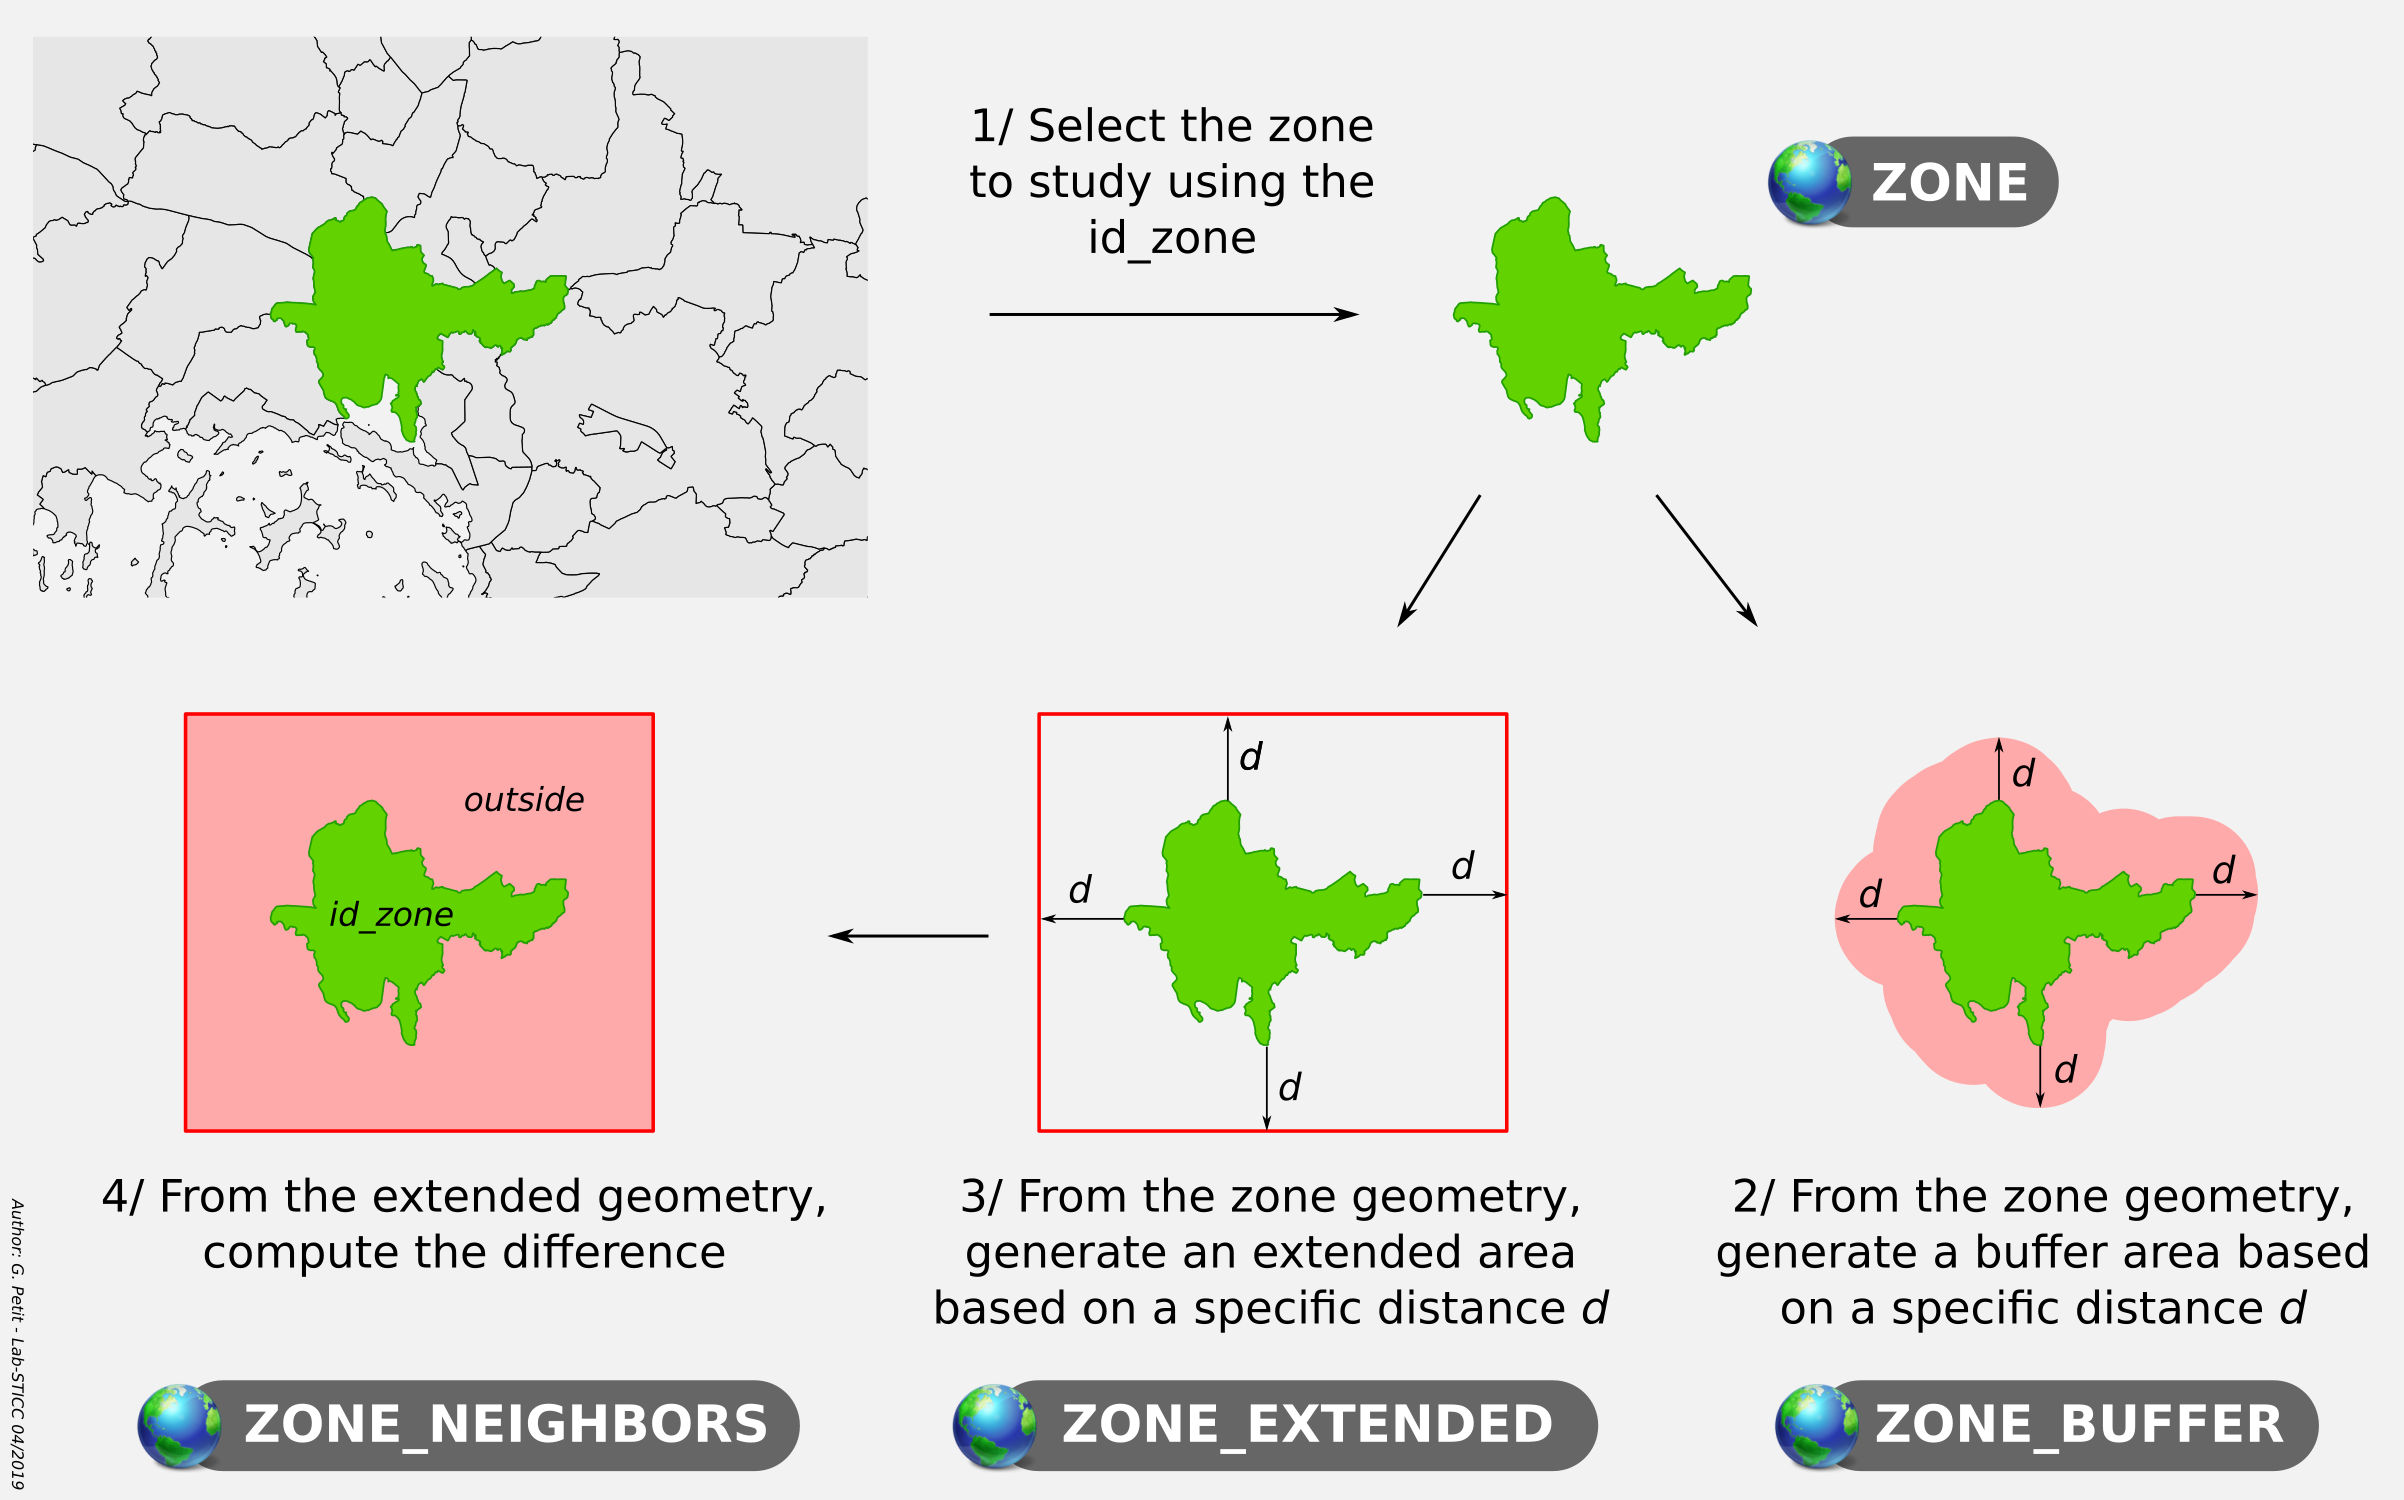 1/ Select the zone
to study using the
id_zone
ZONE
outside
id_zone
d
d
d
d
d
d
d
d
4/ From the extended geometry,
compute the difference
3/ From the zone geometry,
generate an extended area
based on a specific distance d
2/ From the zone geometry,
generate a buffer area based
on a specific distance d
ZONE_NEIGHBORS
ZONE_EXTENDED
ZONE_BUFFER
Author: G. Petit - Lab-STICC 04/2019